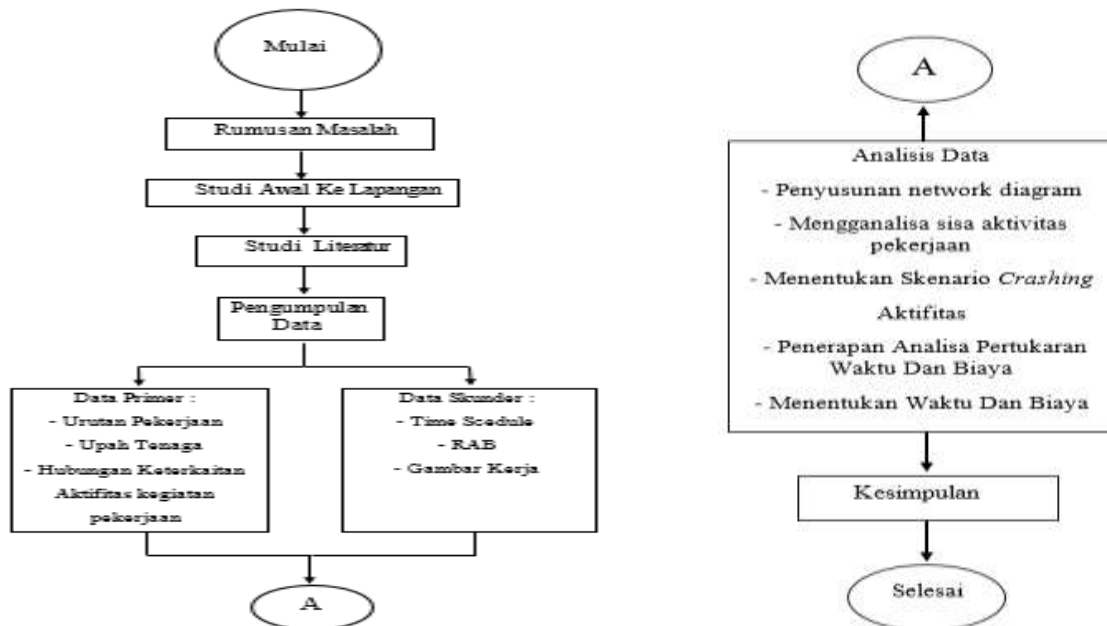 Mulai
Rumusan Masalah
Studi Awal Ke Lapangan
Studi Literatur
Pengumpulan
Data
Data Primer :
- Urutan Pekerjaan
- Upah Tenaga
- Hubungan Keterkaitan
Aktifitas kegiatan
pekerjaan
Data Skunder :
- Time Scedule
- RAB
- Gambar Kerja
A
A
Analisis Data
- Penyusunan network diagram
- Mengganalisa sisa aktivitas
pekerjaan
- Menentukan Skenario Crashing
Aktifitas
- Penerapan Analisa Pertukaran
Waktu Dan Biaya
- Menentukan Waktu Dan Biaya
Kesimpulan
Selesai